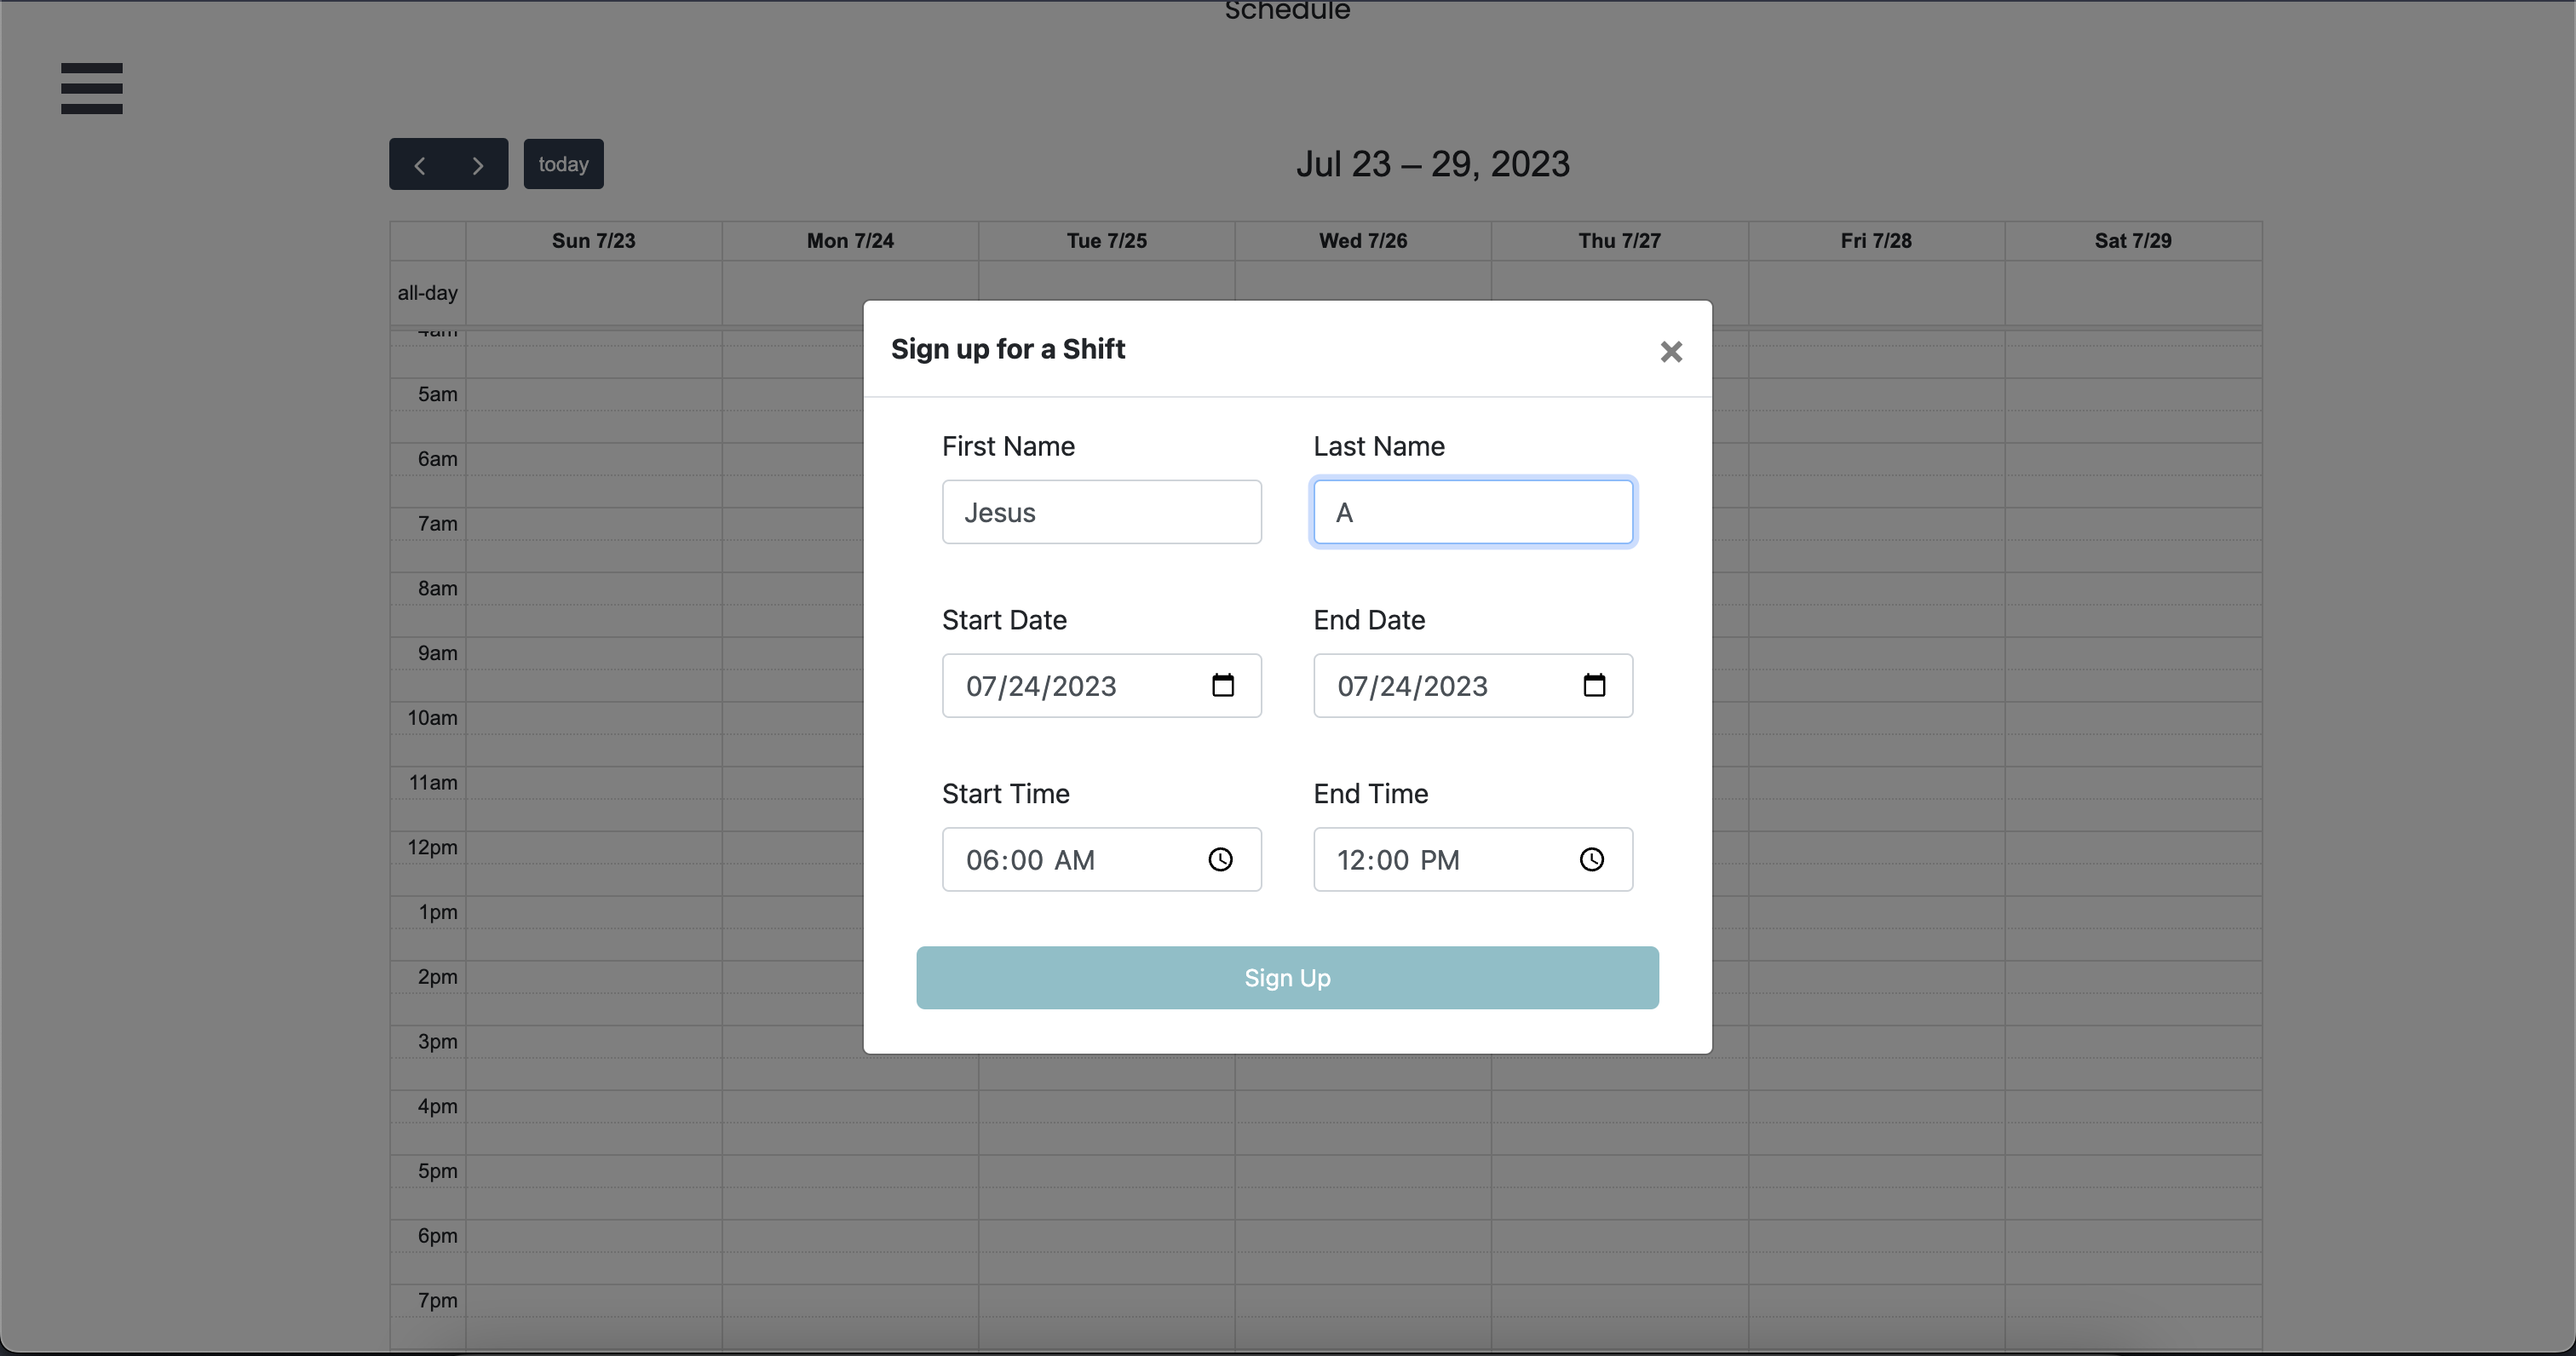 Schedule
today
Jul 23 – 29, 2023
Sun 7/23 Mon 7/24 Tue 7/25 Wed 7/26 Thu 7/27 Fri 7/28 Sat 7/29
all-day
4am
Sign up for a Shift
5am
First Name Last Name
6am
Jesus A
7am
8am
Start Date End Date
9am
07/24/2023 07/24/2023
10am
11am
Start Time End Time
12pm
06:00 AM 12:00 PM
1pm
2pm
Sign Up
3pm
4pm
5pm
6pm
7pm